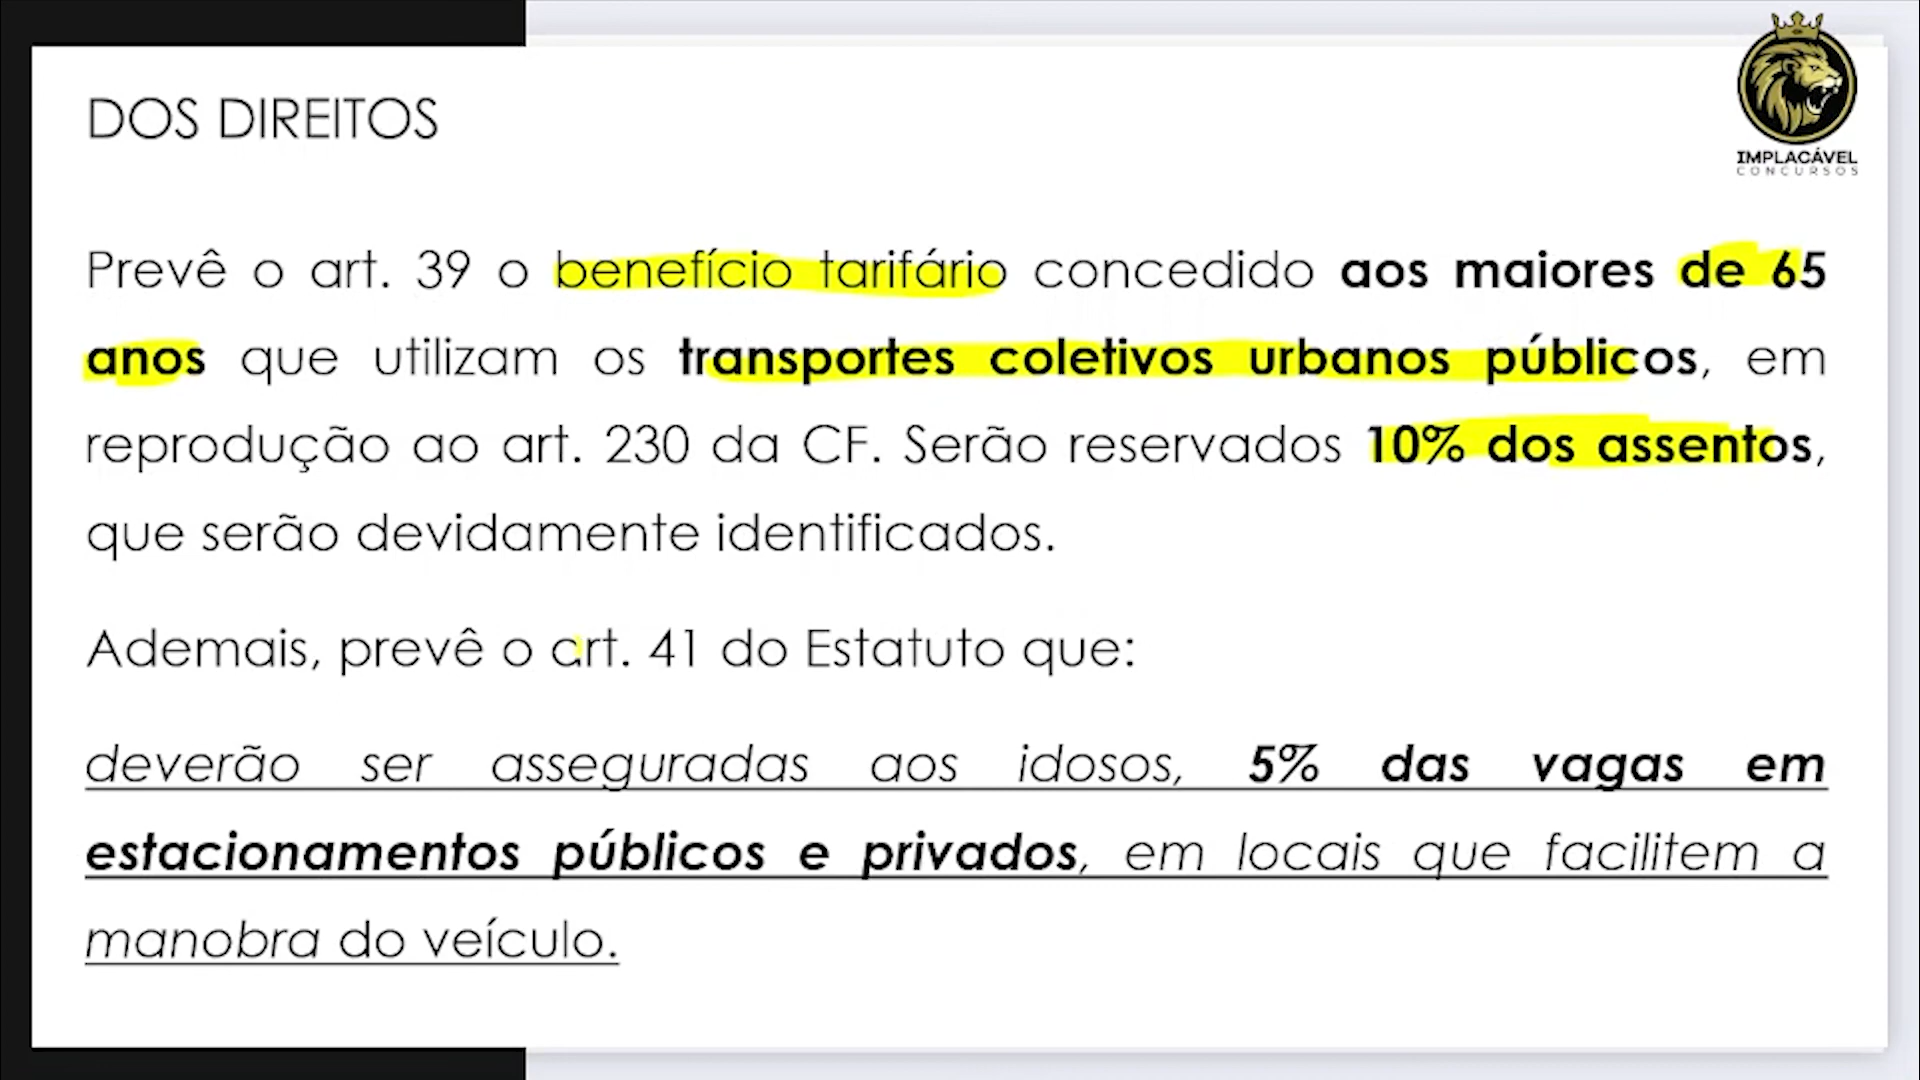 IMPLACÁVEL
CONCURSOS
DOS DIREITOS
Prevê o art. 39 o benefício tarifário concedido aos maiores de 65
anos que utilizam os transportes coletivos urbanos públicos, em
reprodução ao art. 230 da CF. Serão reservados 10% dos assentos,
que serão devidamente identificados.
Ademais, prevê o art. 41 do Estatuto que:
deverão ser asseguradas aos idosos, 5% das vagas em
estacionamentos públicos e privados, em locais que facilitem a
manobra do veículo.